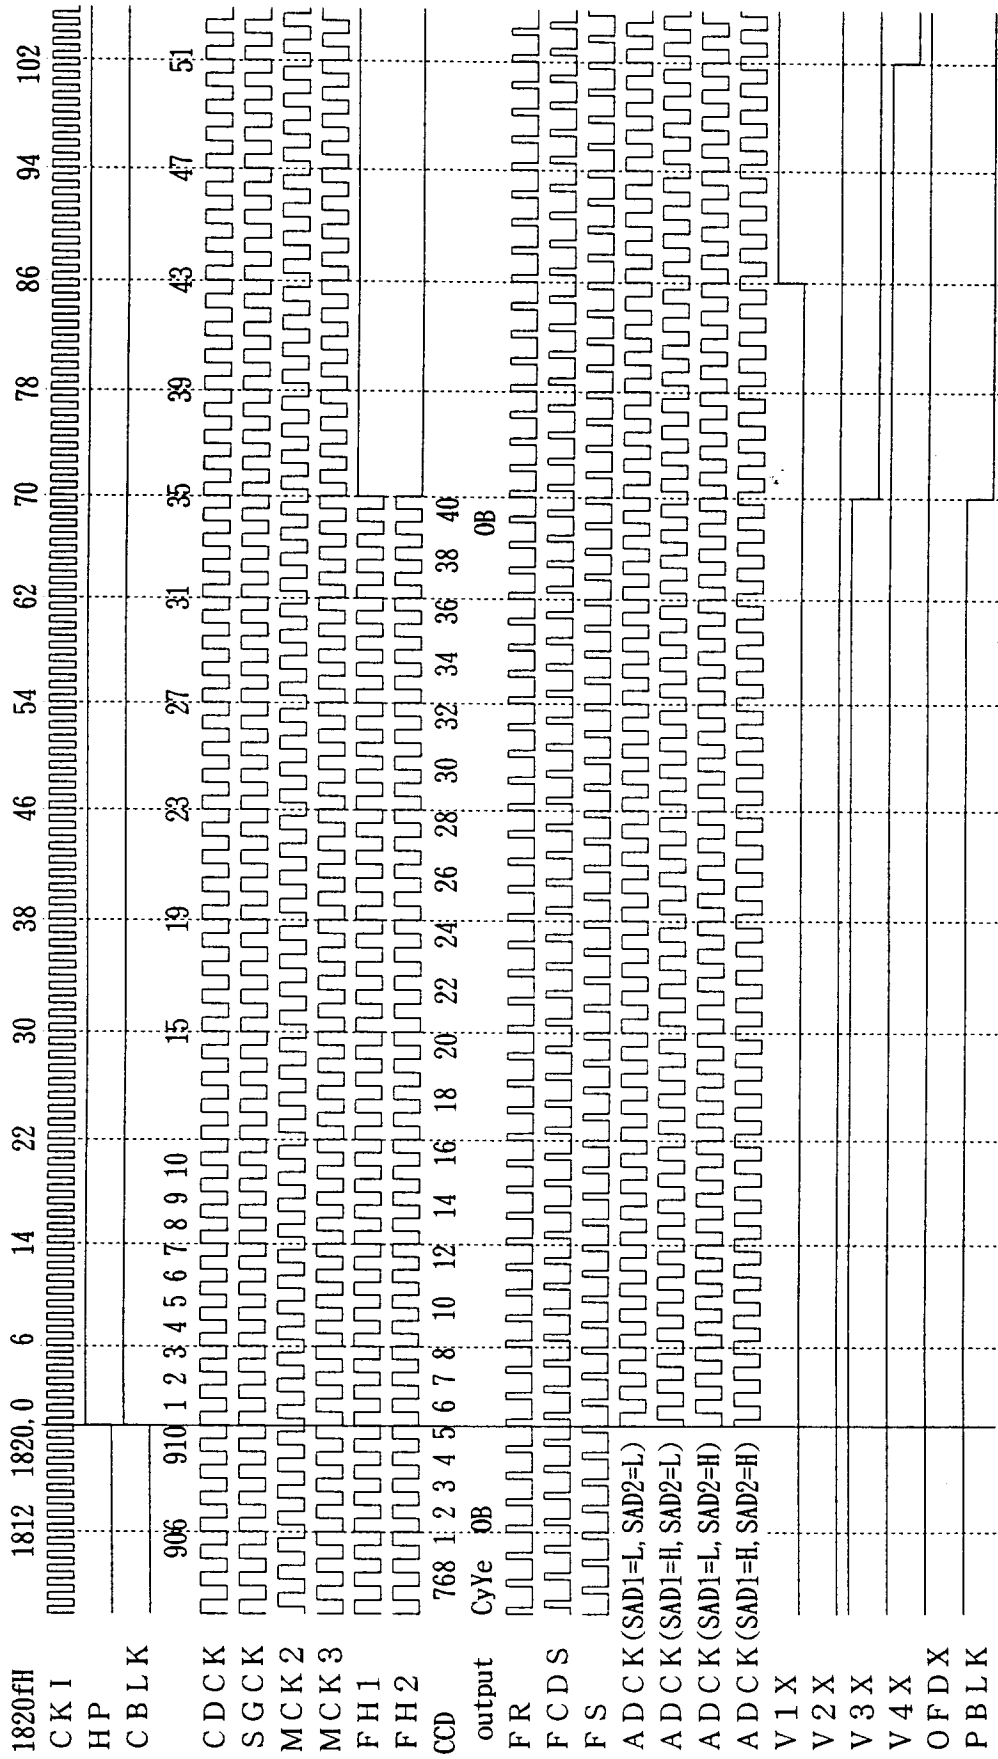 1820fH 1812 1820,0 6 14 22 30 38 46 54 62 70 78 86 94 102
CKI
HP
CBLK
906 910 1 2 3 4 5 6 7 8 9 10 15 19 23 27 31 35 39 43 47 51
CDCK
SGCK
MCK2
MCK3
FH1
FH2
CCD 768 1 2 3 4 5 6 7 8 10 12 14 16 18 20 22 24 26 28 30 32 34 36 38 40
output CyYe OB OB
FR
FCDS
FS
ADCK(SAD1=L, SAD2=L)
ADCK(SAD1=H, SAD2=L)
ADCK(SAD1=L, SAD2=H)
ADCK(SAD1=H, SAD2=H)
V1X
V2X
V3X
V4X
OFDX
PBLK